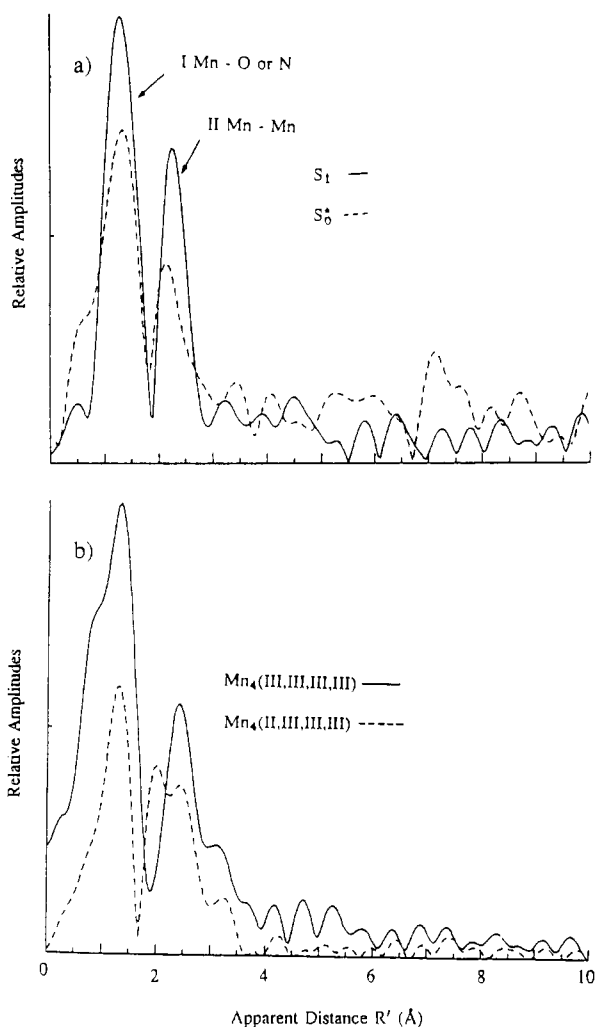 a)
I Mn - O or N
II Mn - Mn
S₁
S₀*
Relative Amplitudes
b)
Mn₄(III,III,III,III)
Mn₄(II,III,III,III)
Relative Amplitudes
0 2 4 6 8 10
Apparent Distance R' (Å)